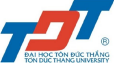 TDT
ĐẠI HỌC TÔN ĐỨC THẮNG
TON DUC THANG UNIVERSITY